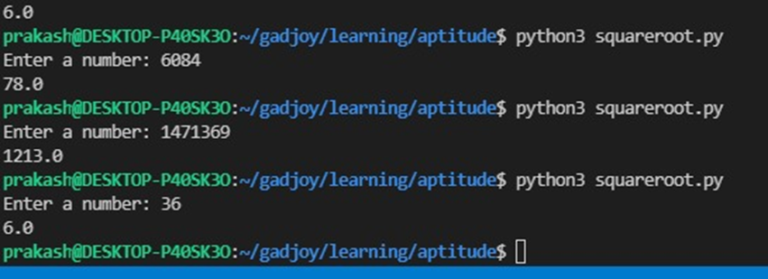 6.0
prakash@DESKTOP-P40SK3O:~/gadjoy/learning/aptitude$ python3 squareroot.py
Enter a number: 6084
78.0
prakash@DESKTOP-P40SK3O:~/gadjoy/learning/aptitude$ python3 squareroot.py
Enter a number: 1471369
1213.0
prakash@DESKTOP-P40SK3O:~/gadjoy/learning/aptitude$ python3 squareroot.py
Enter a number: 36
6.0
prakash@DESKTOP-P40SK3O:~/gadjoy/learning/aptitude$